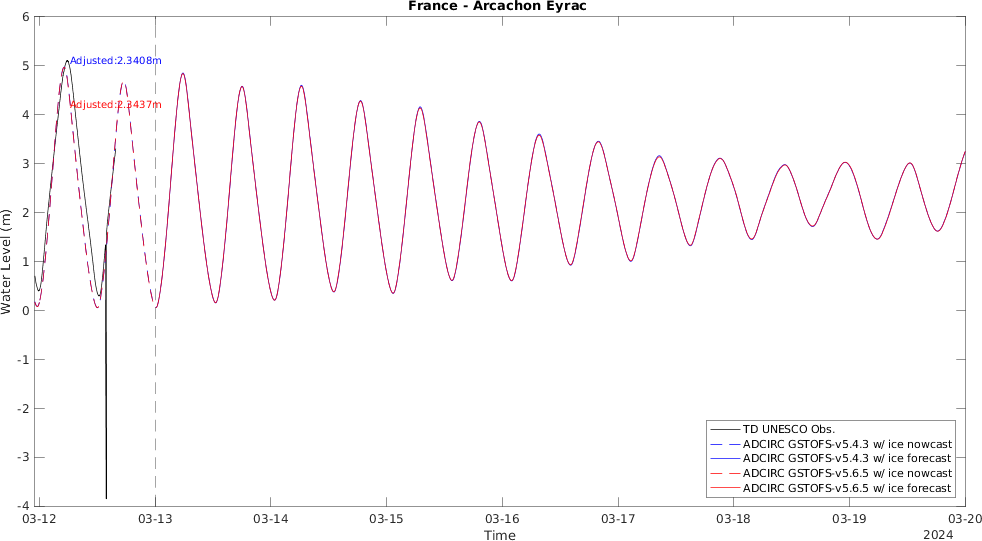 France - Arcachon Eyrac
6
5
4
3
2
1
0
-1
-2
-3
-4
Water Level (m)
Adjusted:2.3408m
Adjusted:2.3437m
TD UNESCO Obs.
ADCIRC GSTOFS-v5.4.3 w/ ice nowcast
ADCIRC GSTOFS-v5.4.3 w/ ice forecast
ADCIRC GSTOFS-v5.6.5 w/ ice nowcast
ADCIRC GSTOFS-v5.6.5 w/ ice forecast
03-12 03-13 03-14 03-15 03-16 03-17 03-18 03-19 03-20
Time
2024